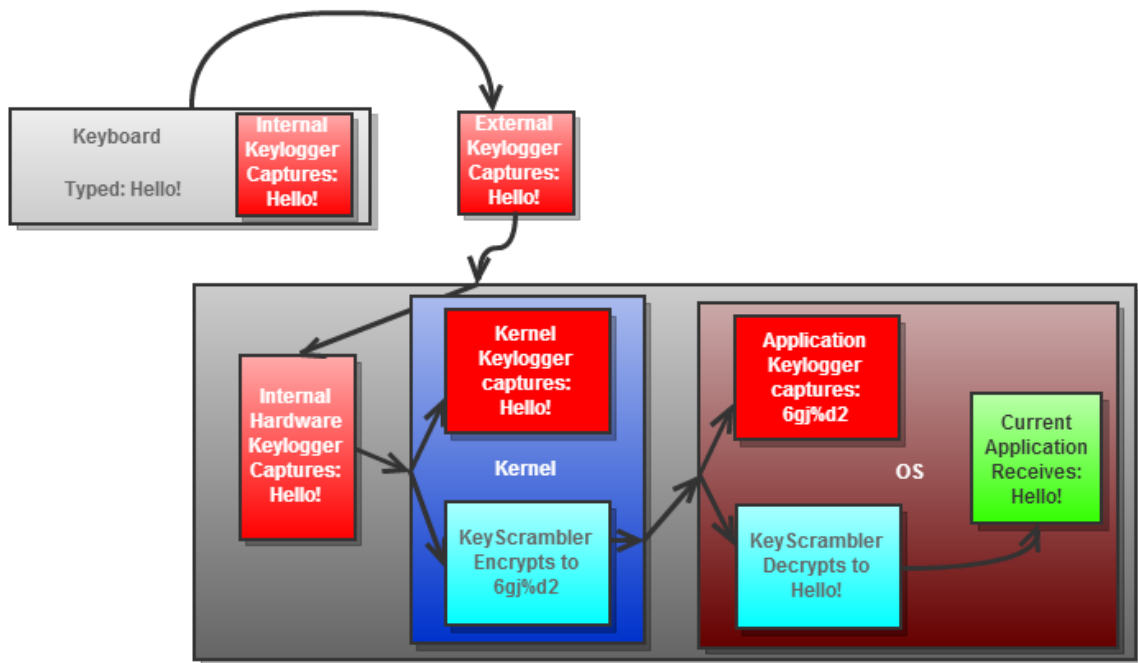 Keyboard
Typed: Hello!
Internal
Keylogger
Captures:
Hello!
External
Keylogger
Captures:
Hello!
Internal
Hardware
Keylogger
Captures:
Hello!
Kernel
Keylogger
captures:
Hello!
Kernel
KeyScrambler
Encrypts to
6gj%d2
Application
Keylogger
captures:
6gj%d2
OS
KeyScrambler
Decrypts to
Hello!
Current
Application
Receives:
Hello!